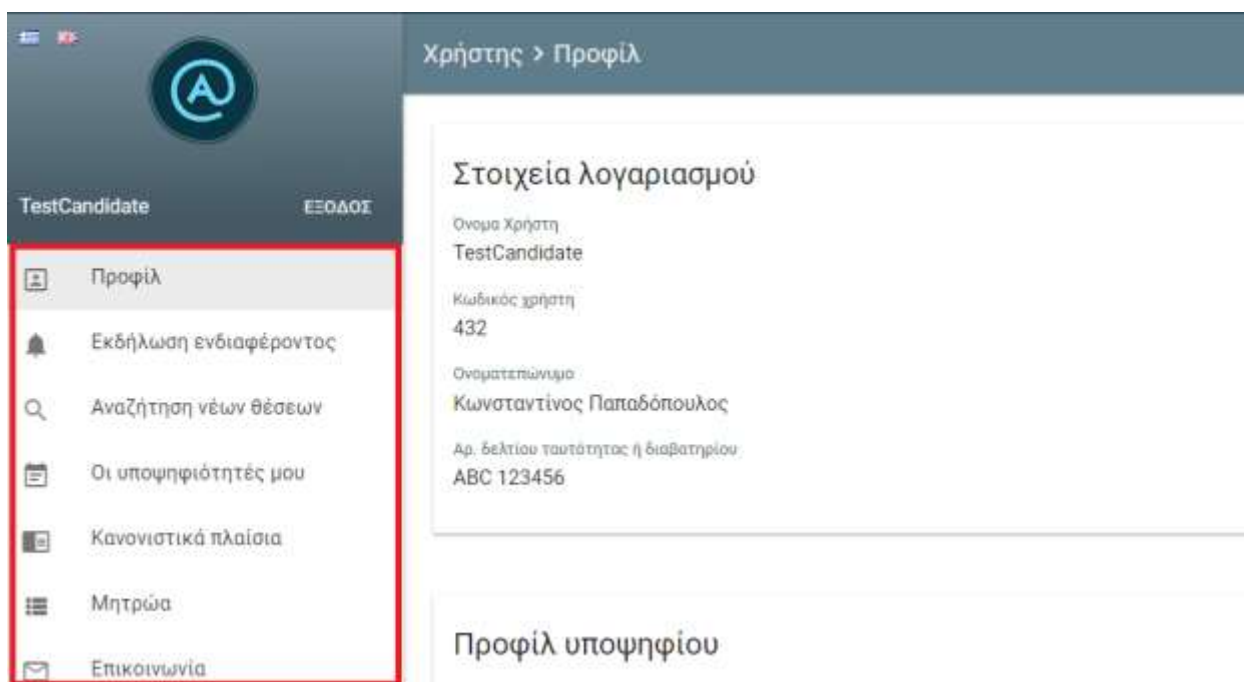 TestCandidate
ΕΞΟΔΟΣ
Προφίλ
Εκδήλωση ενδιαφέροντος
Αναζήτηση νέων θέσεων
Οι υποψηφιότητές μου
Κανονιστικά πλαίσια
Μητρώα
Επικοινωνία
Χρήστης > Προφίλ
Στοιχεία λογαριασμού
Όνομα Χρήστη
TestCandidate
Κωδικός χρήστη
432
Ονοματεπώνυμο
Κωνσταντίνος Παπαδόπουλος
Αρ. δελτίου ταυτότητας ή διαβατηρίου
ABC 123456
Προφίλ υποψηφίου